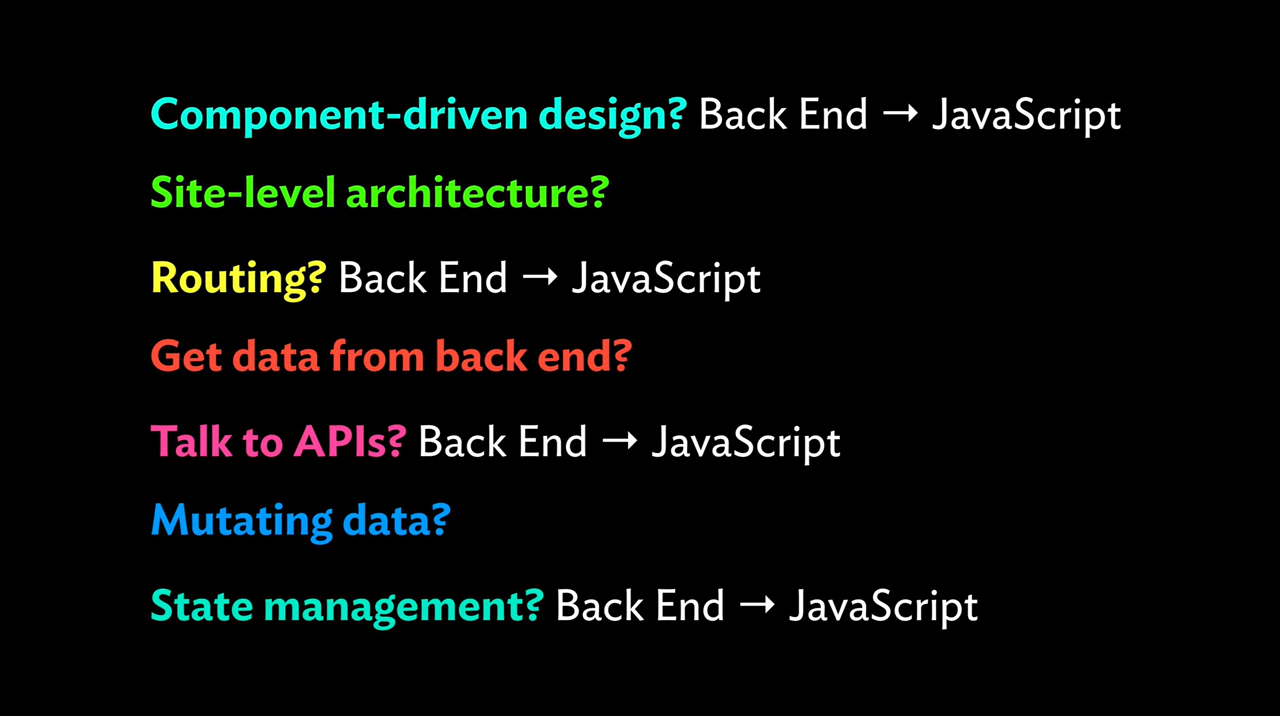 Component-driven design? Back End → JavaScript
Site-level architecture?
Routing? Back End → JavaScript
Get data from back end?
Talk to APIs? Back End → JavaScript
Mutating data?
State management? Back End → JavaScript